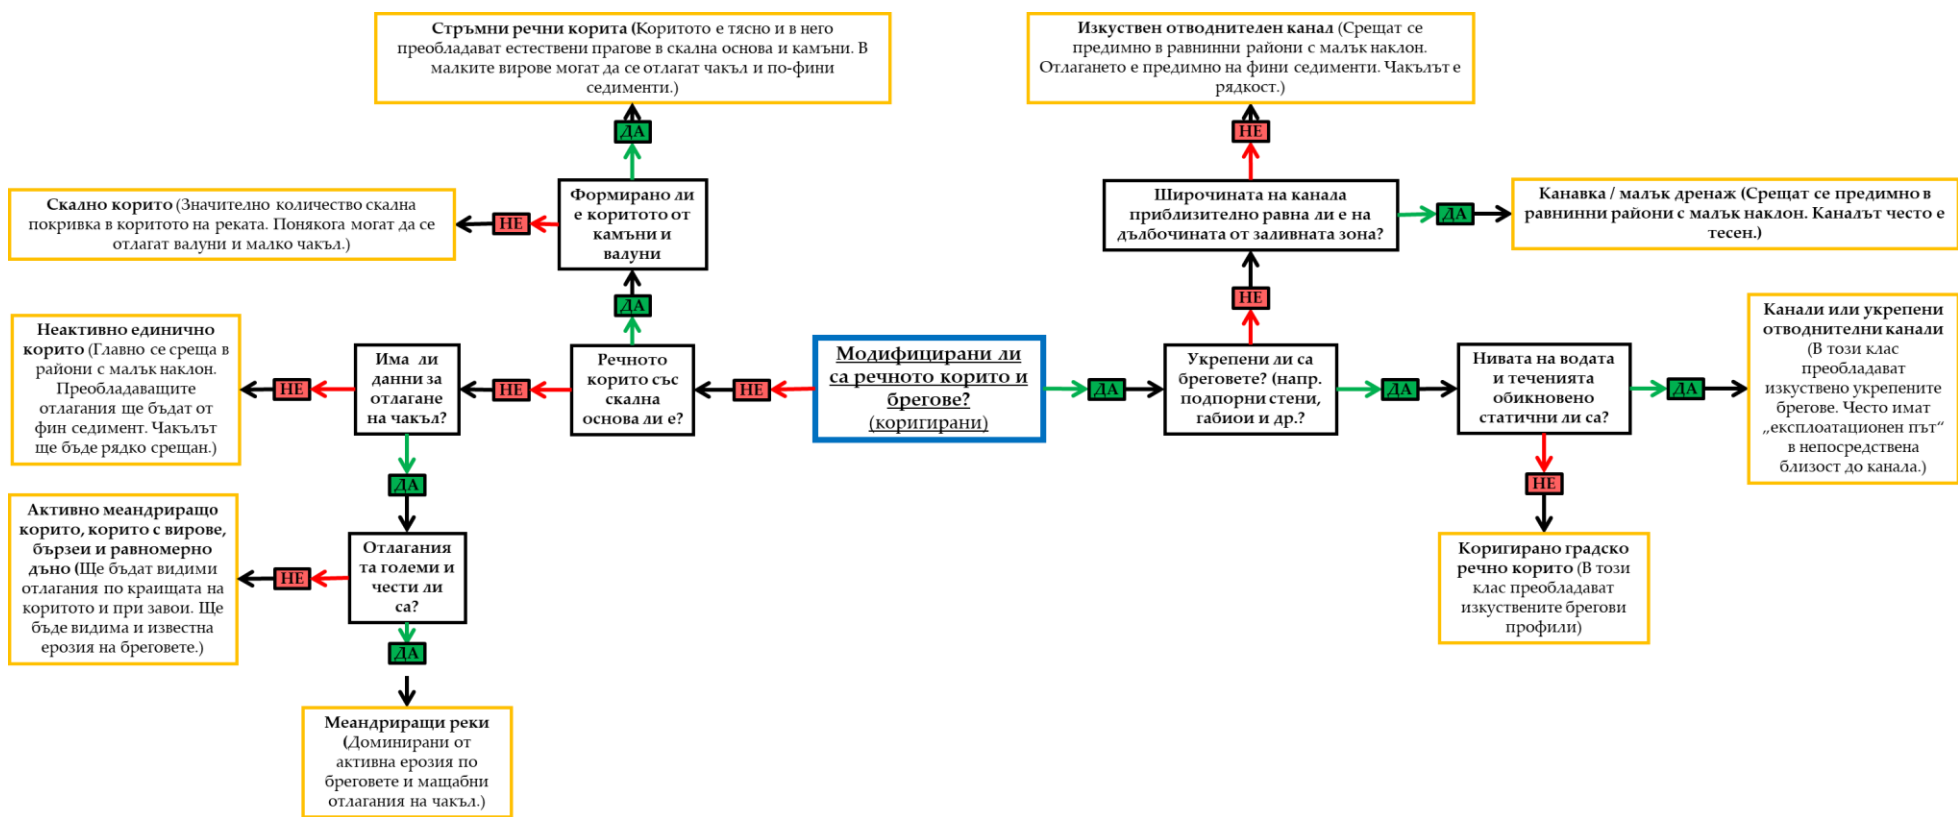 Стръмни речни корита (Коритото е тясно и в него
преобладават естествени прагове в скална основа и камъни. В
малките вирове могат да се отлагат чакъл и по-фини
седименти.)
Изкуствен отводнителен канал (Срещат се
предимно в равнинни райони с малък наклон.
Отлагането е предимно на фини седименти. Чакълът е
рядкост.)
ДА
НЕ
Скално корито (Значително количество скална
покривка в коритото на реката. Понякога могат да се
отлагат валуни и малко чакъл.)
НЕ
Формирано ли
е коритото от
камъни и
валуни
Широчината на канала
приблизително равна ли е на
дълбочината от заливната зона?
ДА
Канавка / малък дренаж (Срещат се предимно в
равнинни райони с малък наклон. Каналът често е
тесен.)
ДА
НЕ
Неактивно единично
корито (Главно се среща в
райони с малък наклон.
Преобладаващите
отлагания ще бъдат от
фин седимент. Чакълът
ще бъде рядко срещан.)
НЕ
Има ли
данни за
отлагане
на чакъл?
НЕ
Речното
корито със
скална
основа ли е?
НЕ
Модифицирани ли
са речното корито и
брегове?
(коригирани)
ДА
Укрепени ли са
бреговете? (напр.
подпорни стени,
габиои и др.?
ДА
Нивата на водата
и теченията
обикновено
статични ли са?
ДА
Канали или укрепени
отводнителни канали
(В този клас
преобладават
изкуствено укрепените
брегове. Често имат
„експлоатационен път“
в непосредствена
близост до канала.)
ДА
НЕ
Активно меандриращо
корито, корито с вирове,
бързеи и равномерно
дъно (Ще бъдат видими
отлагания по краищата на
коритото и при завои. Ще
бъде видима и известна
ерозия на бреговете.)
НЕ
Отлагания
та големи и
чести ли
са?
Коригирано градско
речно корито (В този
клас преобладават
изкуствените брегови
профили)
ДА
Меандриращи реки
(Доминирани от
активна ерозия по
бреговете и мащабни
отлагания на чакъл.)